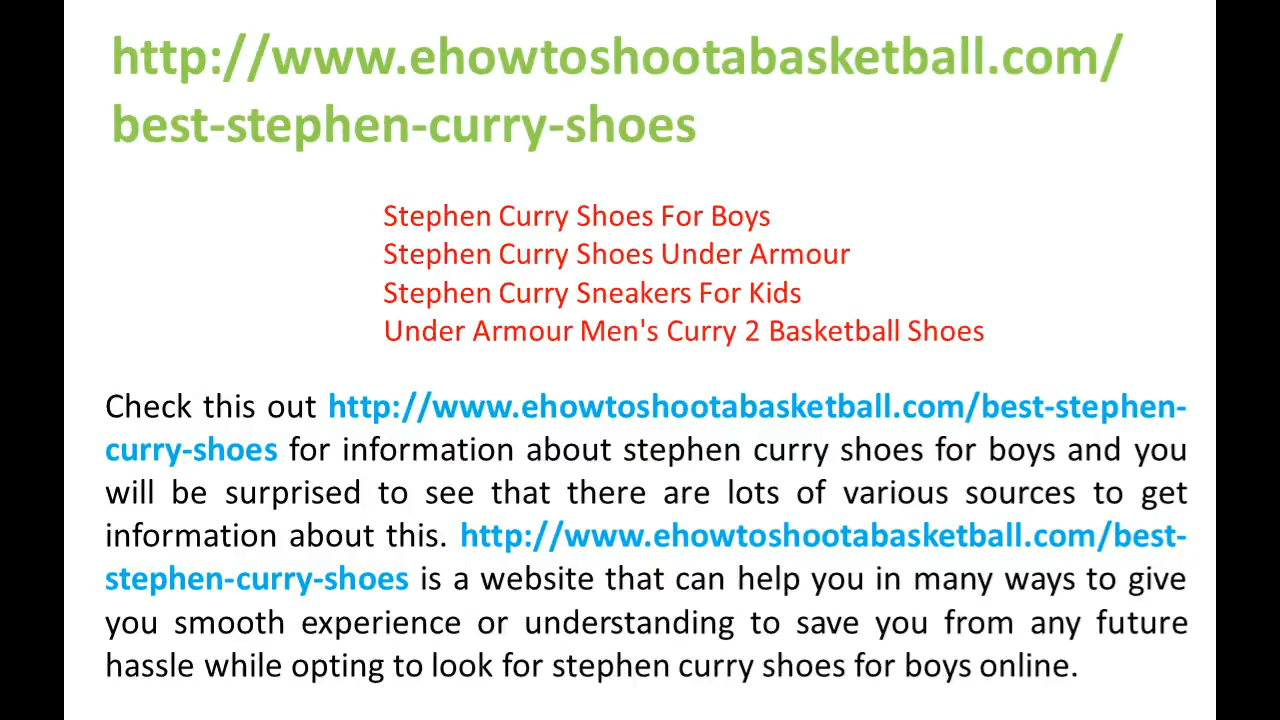 http://www.ehowtoshootabasketball.com/
best-stephen-curry-shoes
Stephen Curry Shoes For Boys
Stephen Curry Shoes Under Armour
Stephen Curry Sneakers For Kids
Under Armour Men's Curry 2 Basketball Shoes
Check this out http://www.ehowtoshootabasketball.com/best-stephen-
curry-shoes for information about stephen curry shoes for boys and you
will be surprised to see that there are lots of various sources to get
information about this. http://www.ehowtoshootabasketball.com/best-
stephen-curry-shoes is a website that can help you in many ways to give
you smooth experience or understanding to save you from any future
hassle while opting to look for stephen curry shoes for boys online.